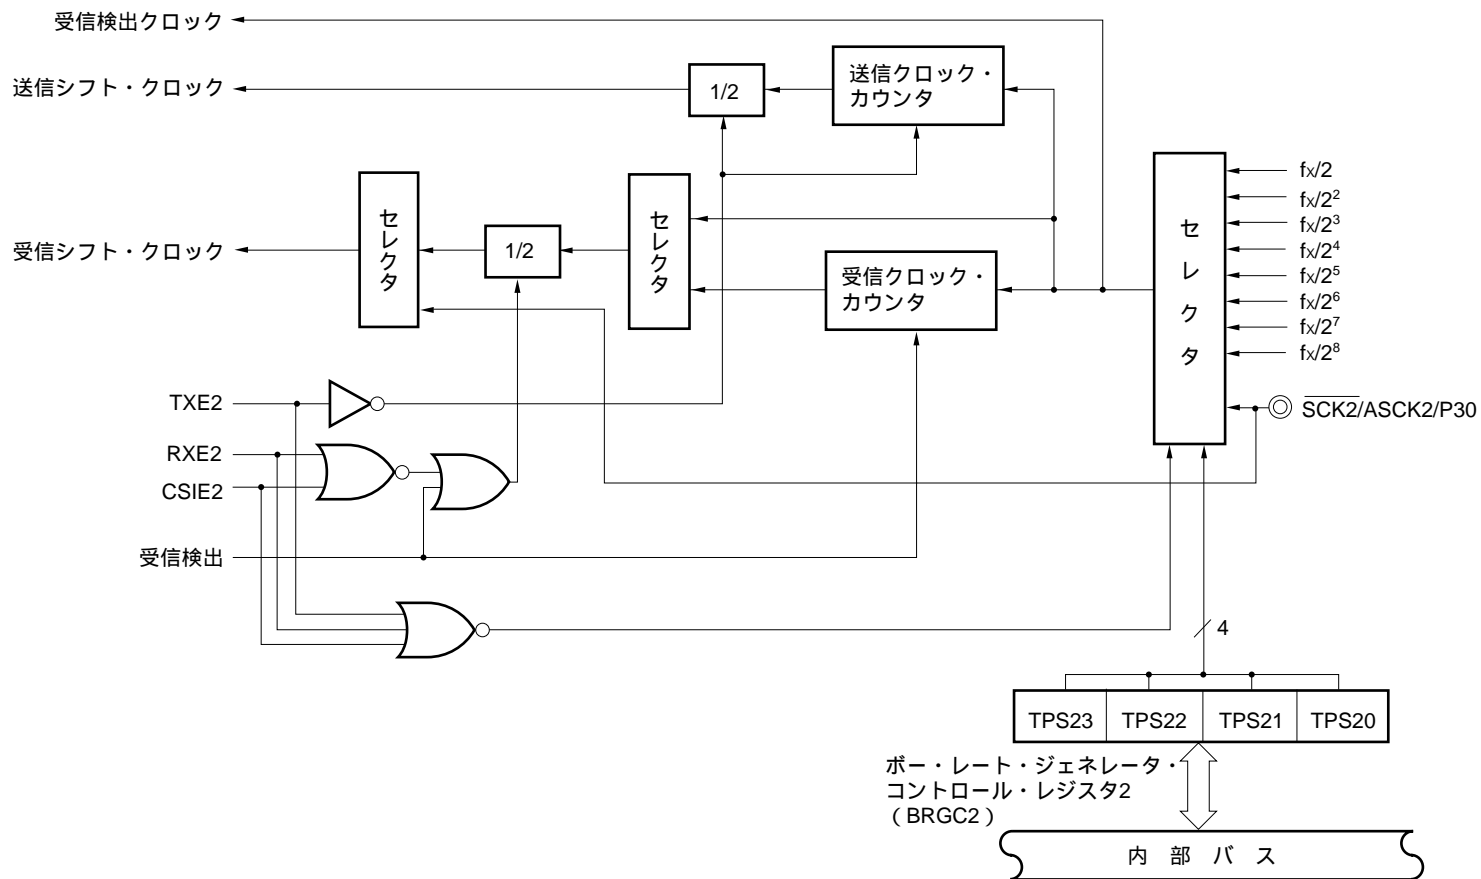 受信検出クロック
送信シフト・クロック
1/2
送信クロック・
カウンタ
受信シフト・クロック
セレクタ
1/2
セレクタ
受信クロック・
カウンタ
セレクタ
fX/2
fX/2²
fX/2³
fX/2⁴
fX/2⁵
fX/2⁶
fX/2⁷
fX/2⁸
S̅C̅K̅2̅/ASCK2/P30
TXE2
RXE2
CSIE2
受信検出
4
TPS23 TPS22 TPS21 TPS20
ボー・レート・ジェネレータ・
コントロール・レジスタ2
（BRGC2）
内 部 バ ス